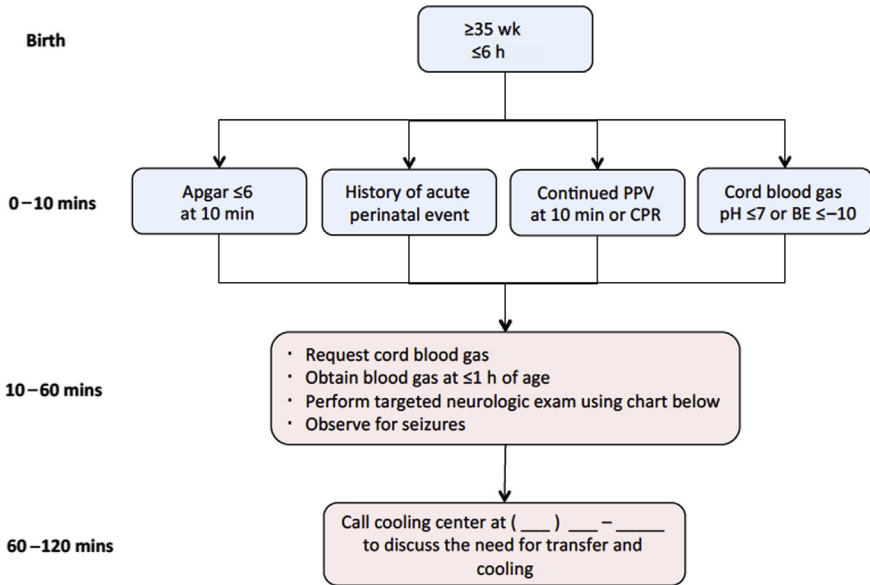 Birth
≥35 wk
≤6 h
0–10 mins
Apgar ≤6
at 10 min
History of acute
perinatal event
Continued PPV
at 10 min or CPR
Cord blood gas
pH ≤7 or BE ≤–10
10–60 mins
· Request cord blood gas
· Obtain blood gas at ≤1 h of age
· Perform targeted neurologic exam using chart below
· Observe for seizures
60–120 mins
Call cooling center at ( ___ ) ___ – _____
to discuss the need for transfer and
cooling